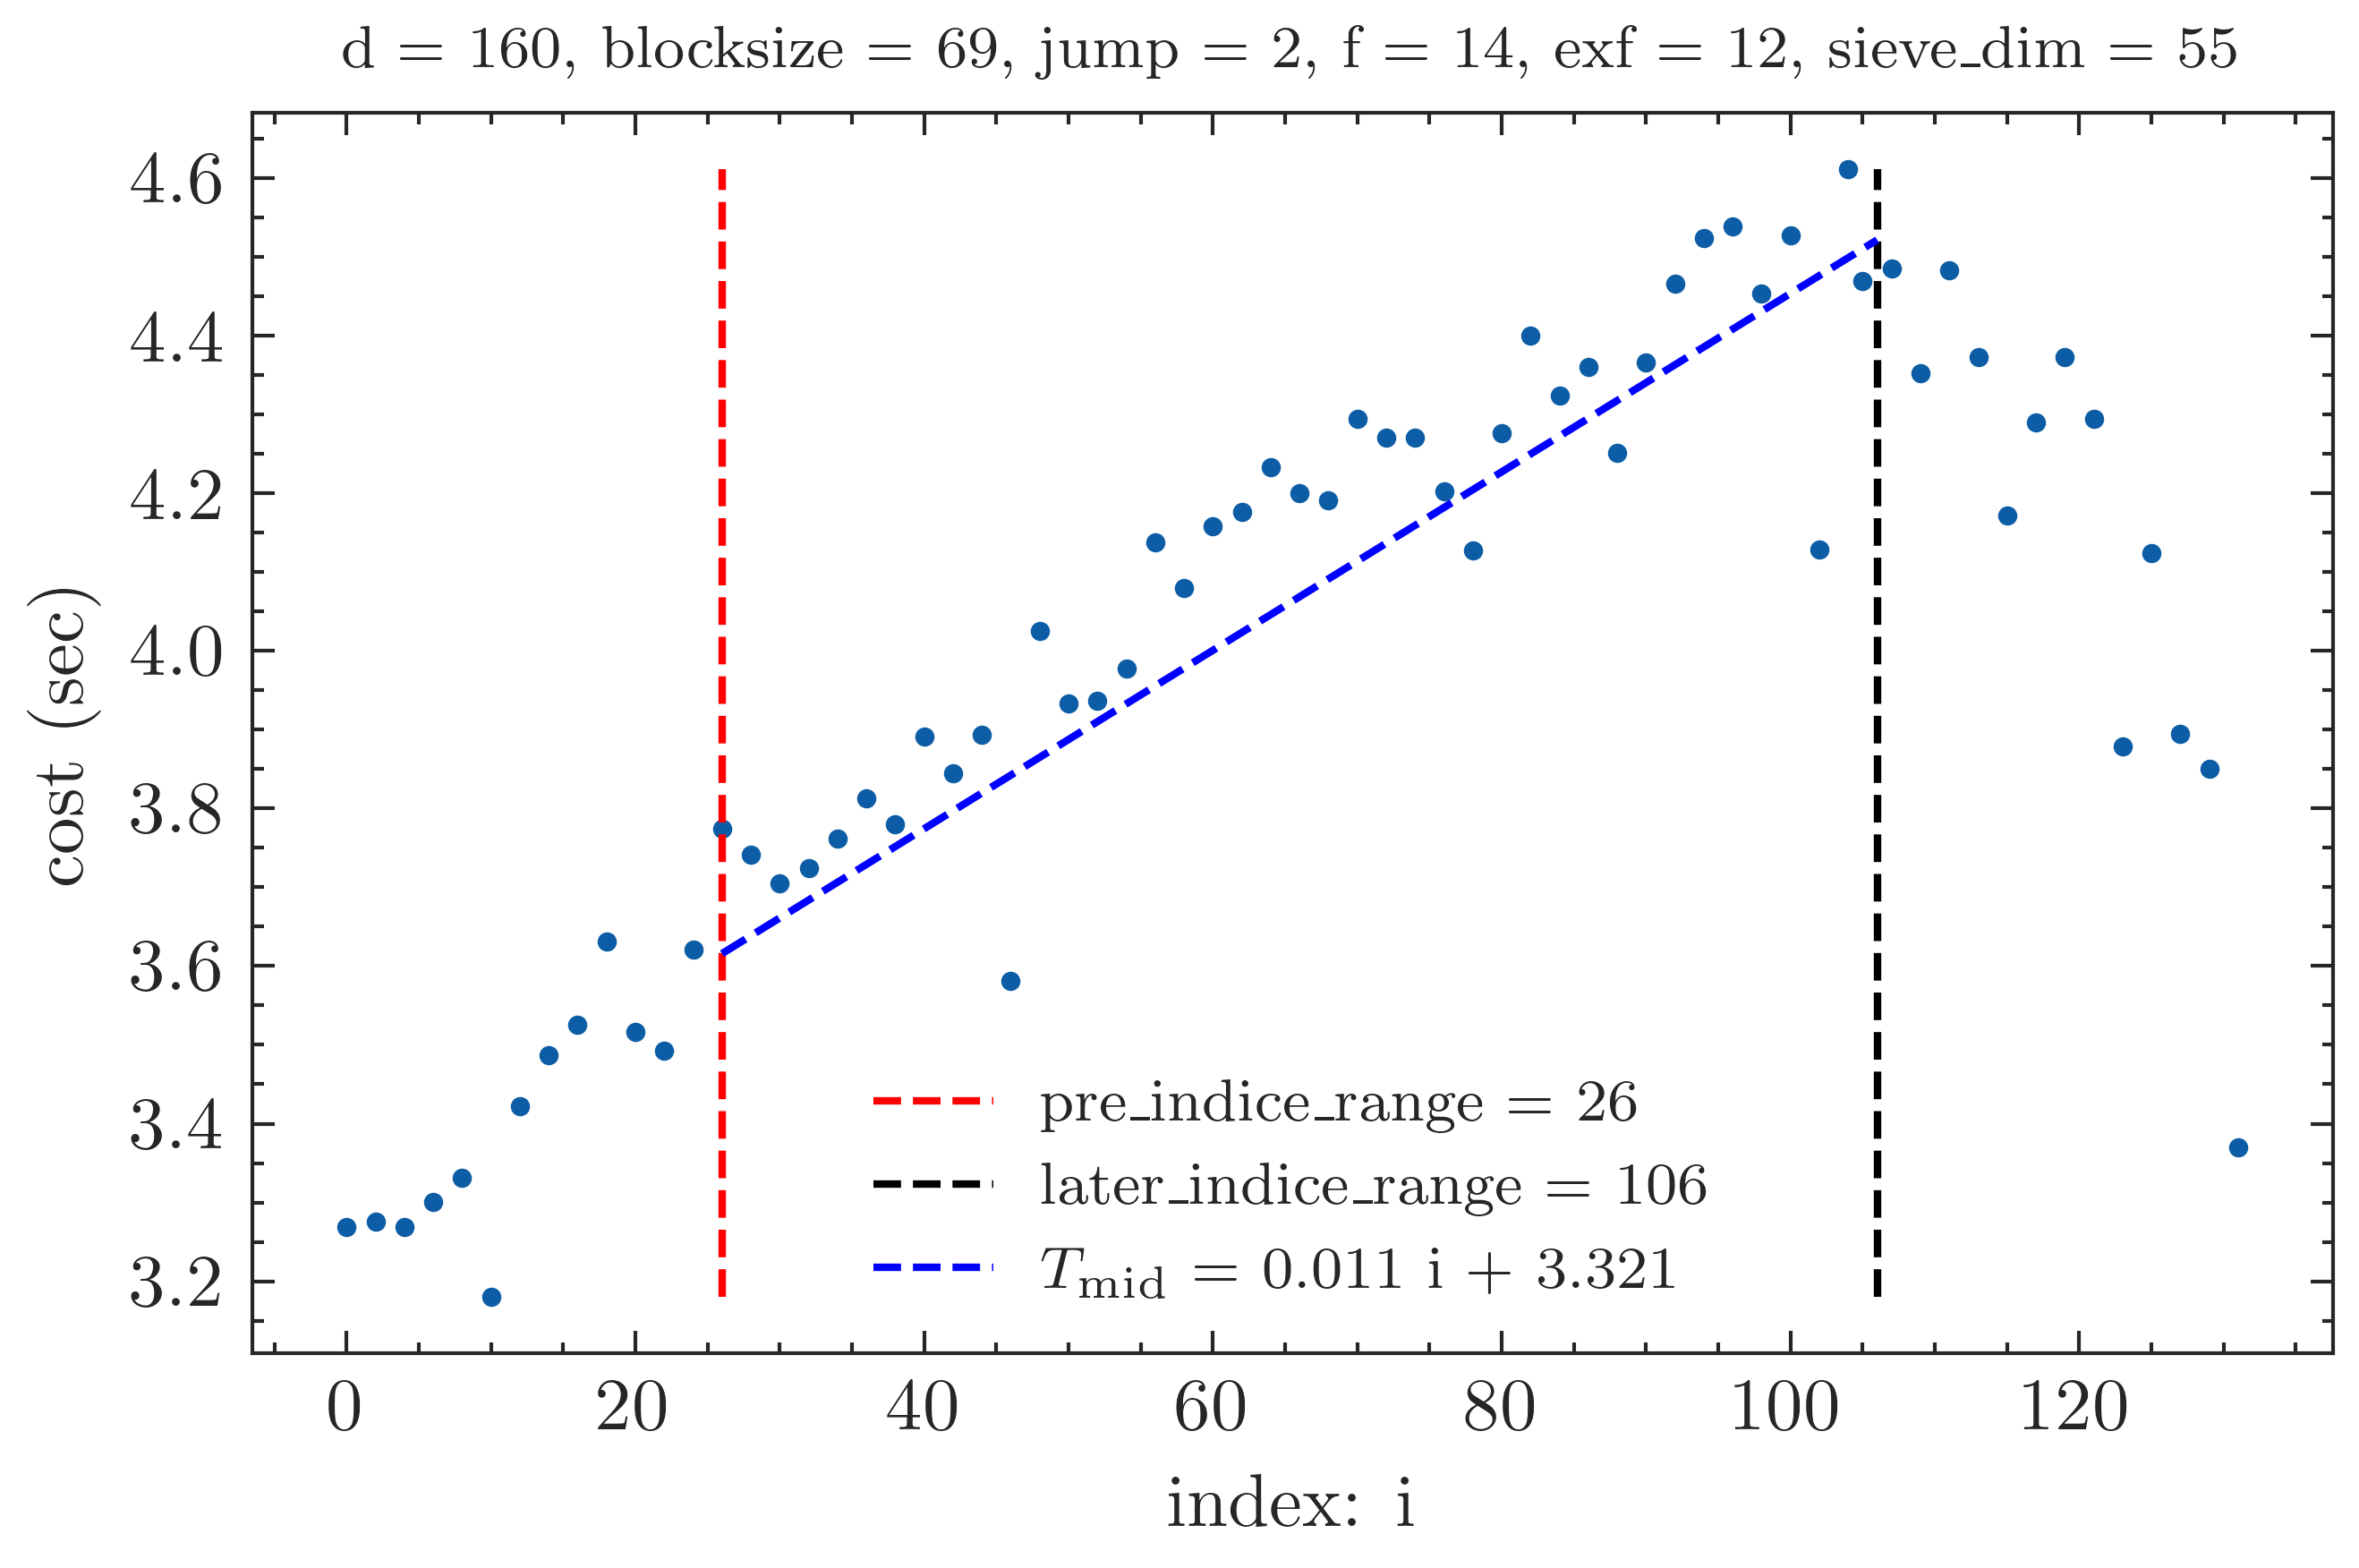 d = 160, blocksize = 69, jump = 2, f = 14, exf = 12, sieve_dim = 55
4.6
4.4
4.2
4.0
3.8
3.6
3.4
3.2
cost (sec)
pre_indice_range = 26
later_indice_range = 106
T_mid = 0.011 i + 3.321
0 20 40 60 80 100 120
index: i